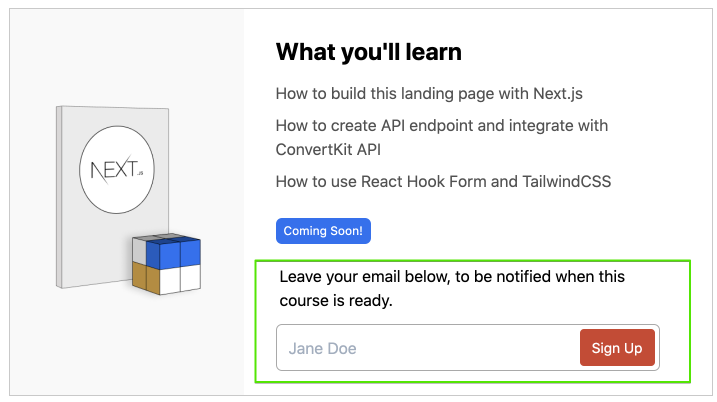 What you'll learn
How to build this landing page with Next.js
How to create API endpoint and integrate with
ConvertKit API
How to use React Hook Form and TailwindCSS
NEXT.JS
Coming Soon!
Leave your email below, to be notified when this
course is ready.
Jane Doe
Sign Up